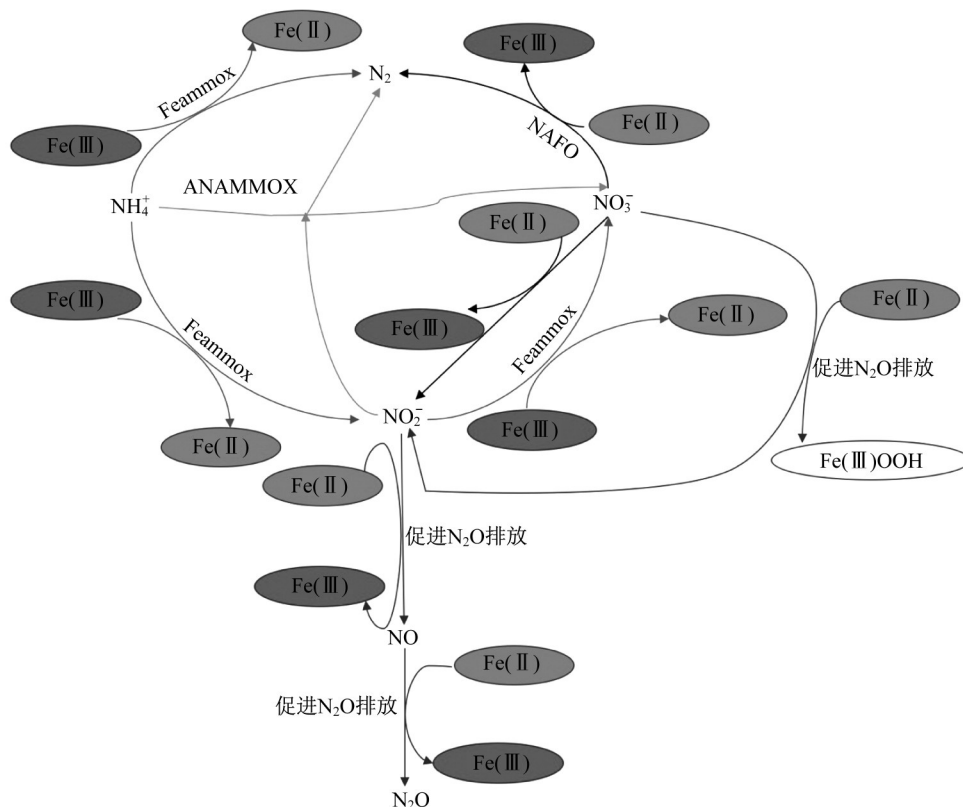 Fe(Ⅱ)
Fe(Ⅲ)
N₂
Feammox
NAFO
Fe(Ⅱ)
Fe(Ⅲ)
ANAMMOX
NH₄⁺
NO₃⁻
Fe(Ⅱ)
Fe(Ⅲ)
Fe(Ⅱ)
Fe(Ⅱ)
Fe(Ⅲ)
Feammox
Feammox
促进N₂O排放
NO₂⁻
Fe(Ⅲ)
Fe(Ⅱ)
Fe(Ⅲ)OOH
Fe(Ⅱ)
促进N₂O排放
Fe(Ⅲ)
NO
Fe(Ⅱ)
促进N₂O排放
Fe(Ⅲ)
N₂O